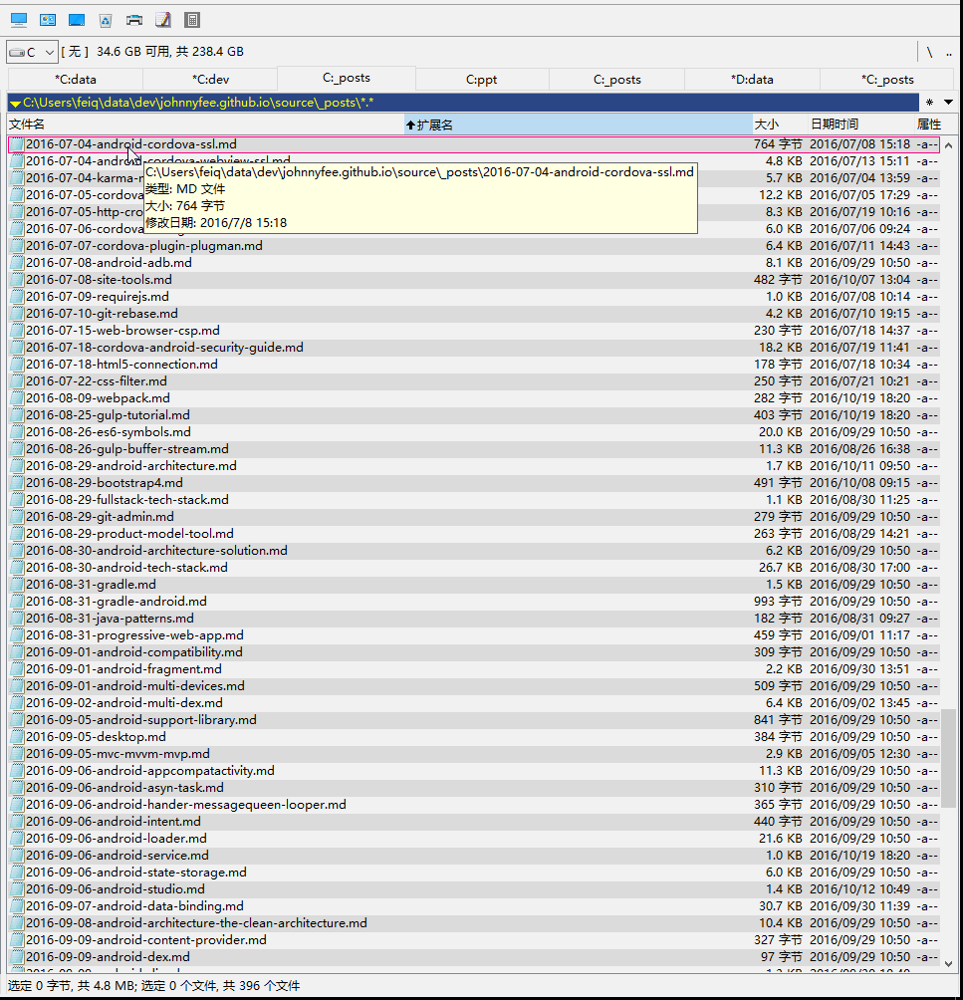 C [ 无 ] 34.6 GB 可用, 共 238.4 GB \ ..
*C:data *C:dev C:_posts C:ppt C:_posts *D:data *C:_posts
C:\Users\feiq\data\dev\johnnyfee.github.io\source\_posts\*.* *
文件名 扩展名 大小 日期时间 属性
2016-07-04-android-cordova-ssl.md 764 字节 2016/07/08 15:18 -a--
2016-07-04-android-cordova-webview-ssl.md 4.8 KB 2016/07/13 15:11 -a--
C:\Users\feiq\data\dev\johnnyfee.github.io\source\_posts\2016-07-04-android-cordova-ssl.md
类型: MD 文件
大小: 764 字节
修改日期: 2016/7/8 15:18
2016-07-04-karma- 5.7 KB 2016/07/04 13:59 -a--
2016-07-05-cordova 12.2 KB 2016/07/05 17:29 -a--
2016-07-05-http-cro 8.3 KB 2016/07/19 10:16 -a--
2016-07-06-cordova 6.0 KB 2016/07/06 09:24 -a--
2016-07-07-cordova-plugin-plugman.md 6.4 KB 2016/07/11 14:43 -a--
2016-07-08-android-adb.md 8.1 KB 2016/09/29 10:50 -a--
2016-07-08-site-tools.md 482 字节 2016/10/07 13:04 -a--
2016-07-09-requirejs.md 1.0 KB 2016/07/08 10:14 -a--
2016-07-10-git-rebase.md 4.2 KB 2016/07/10 19:15 -a--
2016-07-15-web-browser-csp.md 230 字节 2016/07/18 14:37 -a--
2016-07-18-cordova-android-security-guide.md 18.2 KB 2016/07/19 11:41 -a--
2016-07-18-html5-connection.md 178 字节 2016/07/18 10:34 -a--
2016-07-22-css-filter.md 250 字节 2016/07/21 10:21 -a--
2016-08-09-webpack.md 282 字节 2016/10/19 18:20 -a--
2016-08-25-gulp-tutorial.md 403 字节 2016/10/19 18:20 -a--
2016-08-26-es6-symbols.md 20.0 KB 2016/09/29 10:50 -a--
2016-08-26-gulp-buffer-stream.md 11.3 KB 2016/08/26 16:38 -a--
2016-08-29-android-architecture.md 1.7 KB 2016/10/11 09:50 -a--
2016-08-29-bootstrap4.md 491 字节 2016/10/08 09:15 -a--
2016-08-29-fullstack-tech-stack.md 1.1 KB 2016/08/30 11:25 -a--
2016-08-29-git-admin.md 279 字节 2016/09/29 10:50 -a--
2016-08-29-product-model-tool.md 263 字节 2016/08/29 14:21 -a--
2016-08-30-android-architecture-solution.md 6.2 KB 2016/09/29 10:50 -a--
2016-08-30-android-tech-stack.md 26.7 KB 2016/08/30 17:00 -a--
2016-08-31-gradle.md 1.5 KB 2016/09/29 10:50 -a--
2016-08-31-gradle-android.md 993 字节 2016/09/29 10:50 -a--
2016-08-31-java-patterns.md 182 字节 2016/08/31 09:27 -a--
2016-08-31-progressive-web-app.md 459 字节 2016/09/01 11:17 -a--
2016-09-01-android-compatibility.md 309 字节 2016/09/29 10:50 -a--
2016-09-01-android-fragment.md 2.2 KB 2016/09/30 13:51 -a--
2016-09-01-android-multi-devices.md 509 字节 2016/09/29 10:50 -a--
2016-09-02-android-multi-dex.md 6.4 KB 2016/09/02 13:45 -a--
2016-09-05-android-support-library.md 841 字节 2016/09/29 10:50 -a--
2016-09-05-desktop.md 384 字节 2016/09/29 10:50 -a--
2016-09-05-mvc-mvvm-mvp.md 2.9 KB 2016/09/05 12:30 -a--
2016-09-06-android-appcompatactivity.md 11.3 KB 2016/09/29 10:50 -a--
2016-09-06-android-asyn-task.md 310 字节 2016/09/29 10:50 -a--
2016-09-06-android-hander-messagequeen-looper.md 365 字节 2016/09/29 10:50 -a--
2016-09-06-android-intent.md 440 字节 2016/09/29 10:50 -a--
2016-09-06-android-loader.md 21.6 KB 2016/09/29 10:50 -a--
2016-09-06-android-service.md 1.0 KB 2016/10/19 18:20 -a--
2016-09-06-android-state-storage.md 6.0 KB 2016/09/29 10:50 -a--
2016-09-06-android-studio.md 1.4 KB 2016/10/12 10:49 -a--
2016-09-07-android-data-binding.md 30.7 KB 2016/09/30 11:39 -a--
2016-09-08-android-architecture-the-clean-architecture.md 10.4 KB 2016/09/29 10:50 -a--
2016-09-09-android-content-provider.md 327 字节 2016/09/29 10:50 -a--
2016-09-09-android-dex.md 97 字节 2016/09/29 10:50 -a--
选定 0 字节, 共 4.8 MB; 选定 0 个文件, 共 396 个文件